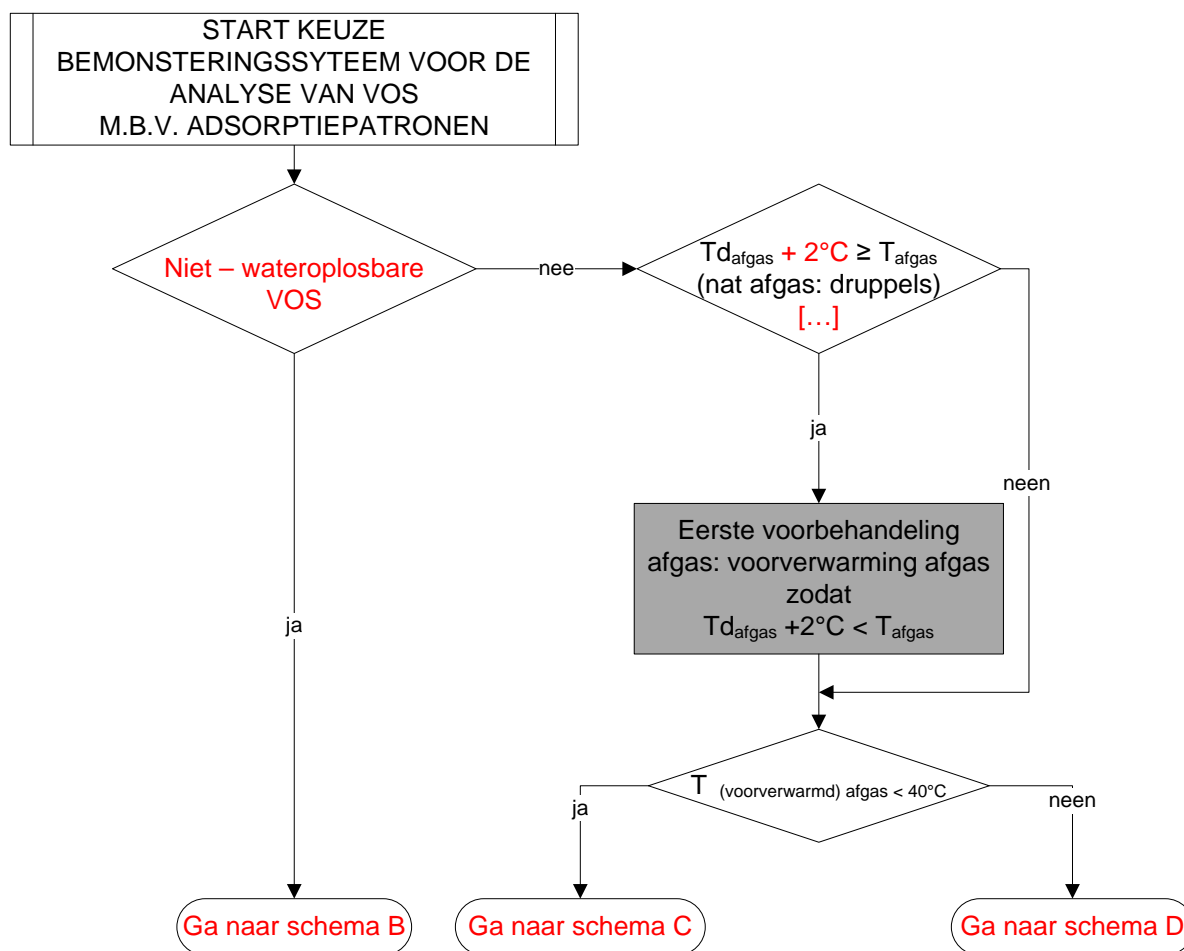 START KEUZE
BEMONSTERINGSSYTEEM VOOR DE
ANALYSE VAN VOS
M.B.V. ADSORPTIEPATRONEN
Niet – wateroplosbare
VOS
nee
Tdafgas + 2°C ≥ Tafgas
(nat afgas: druppels)
[…]
ja
neen
Eerste voorbehandeling
afgas: voorverwarming afgas
zodat
Tdafgas +2°C < Tafgas
ja
T (voorverwarmd) afgas < 40°C
ja
neen
Ga naar schema B
Ga naar schema C
Ga naar schema D